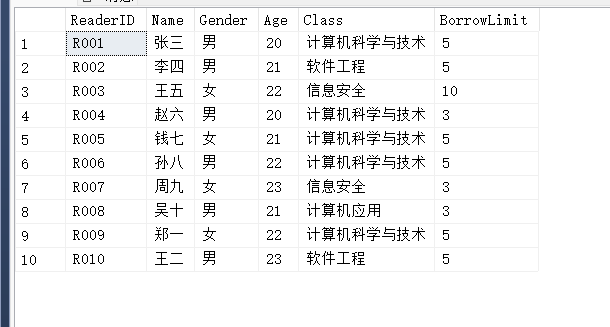 ReaderID Name Gender Age Class BorrowLimit
1 R001 张三 男 20 计算机科学与技术 5
2 R002 李四 男 21 软件工程 5
3 R003 王五 女 22 信息安全 10
4 R004 赵六 男 20 计算机科学与技术 3
5 R005 钱七 女 21 计算机科学与技术 5
6 R006 孙八 男 22 计算机科学与技术 5
7 R007 周九 女 23 信息安全 3
8 R008 吴十 男 21 计算机应用 3
9 R009 郑一 女 22 计算机科学与技术 5
10 R010 王二 男 23 软件工程 5